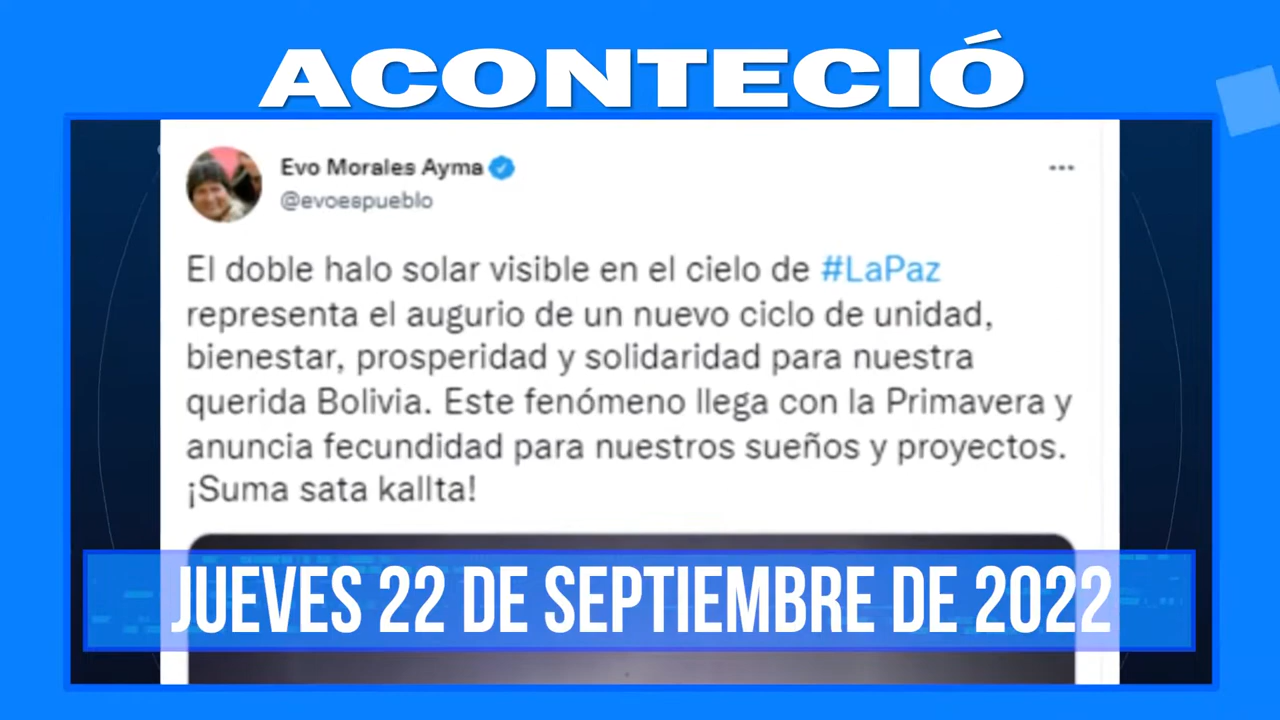 ACONTECIÓ
Evo Morales Ayma
@evoespueblo
El doble halo solar visible en el cielo de #LaPaz
representa el augurio de un nuevo ciclo de unidad,
bienestar, prosperidad y solidaridad para nuestra
querida Bolivia. Este fenómeno llega con la Primavera y
anuncia fecundidad para nuestros sueños y proyectos.
¡Suma sata kallta!
JUEVES 22 DE SEPTIEMBRE DE 2022